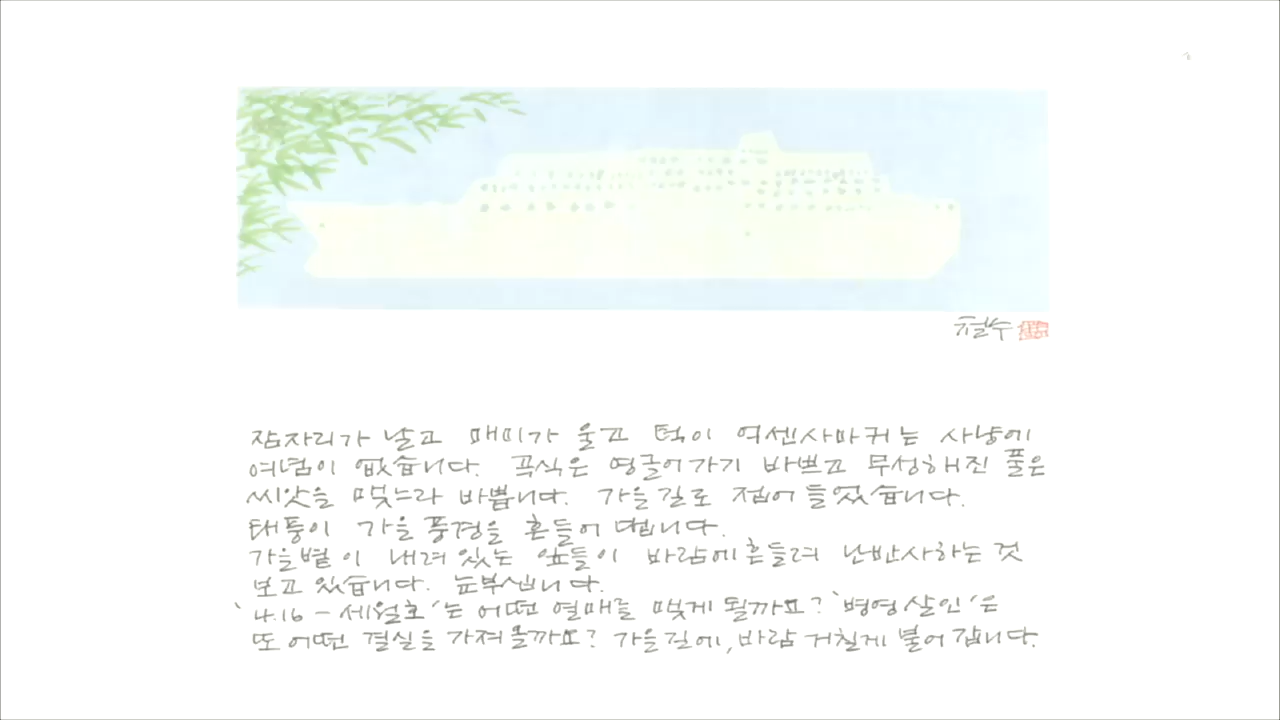 철수
잠자리가 날고 매미가 울고 턱이 억센 사마귀는 사냥에
여념이 없습니다. 곡식은 영글어가기 바쁘고 무성해진 풀은
씨앗을 맺느라 바쁩니다. 가을길로 접어 들었습니다.
태풍이 가을 풍경을 흔들어 댑니다.
가을볕이 내려 있는 잎들이 바람에 흔들려 난반사하는 것
보고 있습니다. 눈부십니다.
'4.16 - 세월호'는 어떤 열매를 맺게 될까요? '병영살인'은
또 어떤 결실을 가져올까요? 가을길에, 바람 거칠게 불어 갑니다.